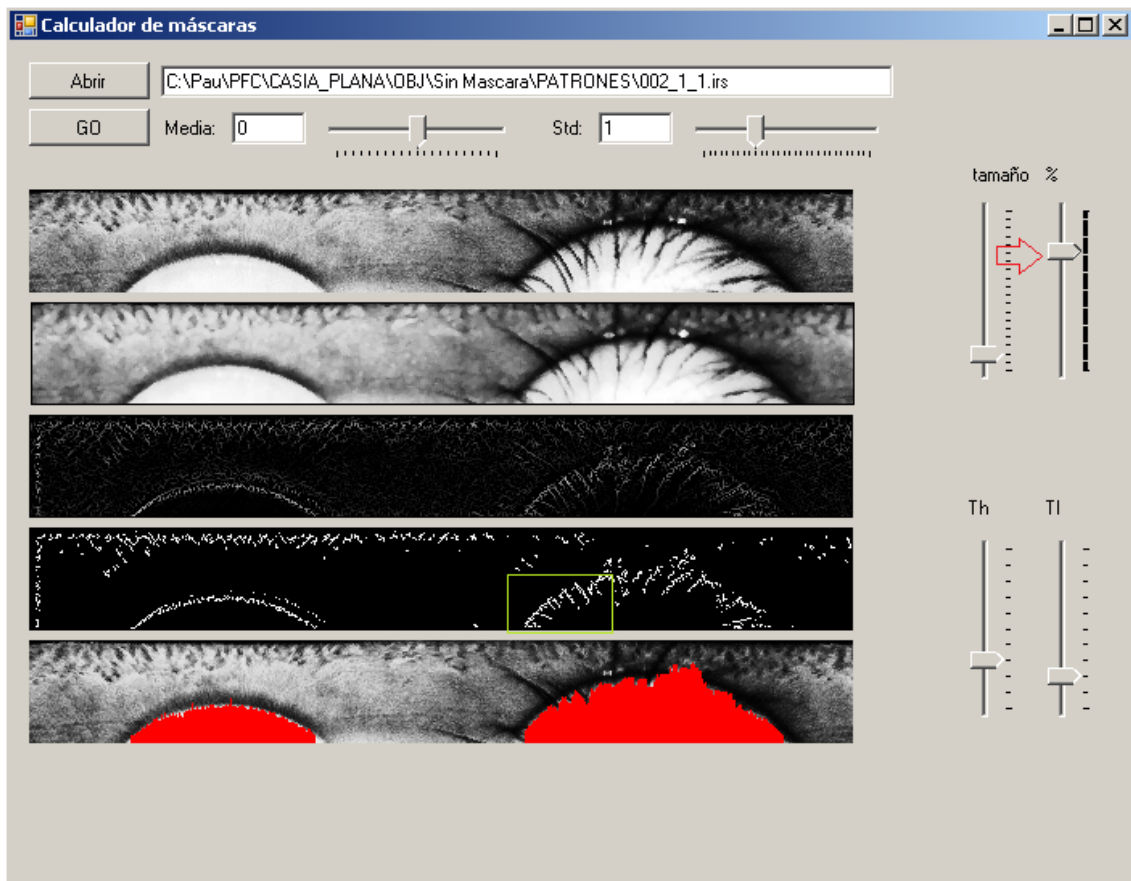 Calculador de máscaras
Abrir C:\Pau\PFC\CASIA_PLANA\OBJ\Sin Mascara\PATRONES\002_1_1.irs
GO Media: 0 Std: 1
tamaño %
Th Tl